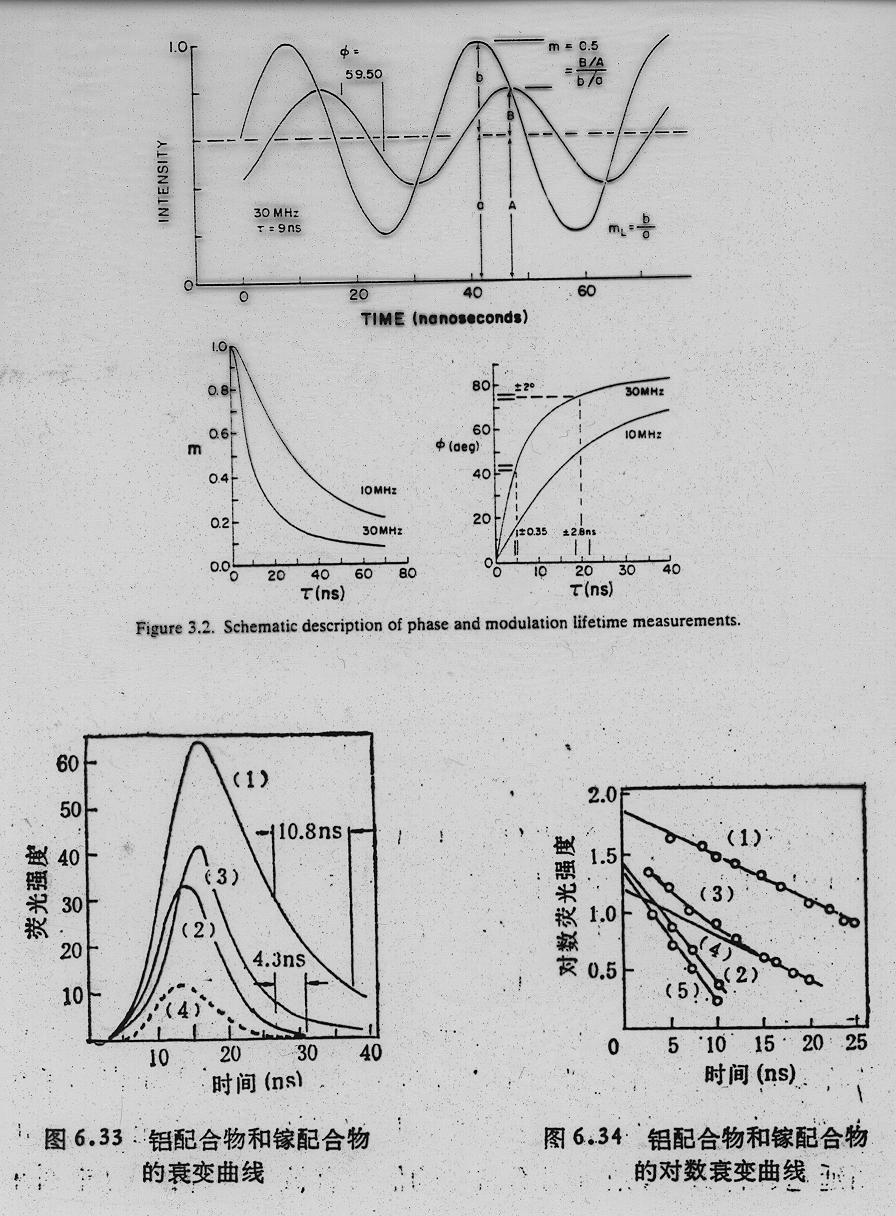 1.0
ϕ =
59.50
m = 0.5
= B/A
b/a
b
B
a
A
INTENSITY
30 MHz
τ = 9ns
mL = b/a
0
0
20
40
60
TIME (nanoseconds)
1.0
0.8
0.6
m
0.4
0.2
0.0
10MHz
30MHz
0
20
40
60
80
τ (ns)
80
60
ϕ (deg)
40
20
0
±2°
30MHz
10MHz
±0.35
±2.8ns
0
10
20
30
40
τ (ns)
Figure 3.2. Schematic description of phase and modulation lifetime measurements.
60
50
40
30
20
10
荧光强度
(1)
10.8ns
(3)
(2)
4.3ns
(4)
10
20
30
40
时间 (ns)
图 6.33 铝配合物和镓配合物
的衰变曲线
2.0
1.5
1.0
0.5
对数荧光强度
(1)
(3)
(4)
(2)
(5)
0
5
10
15
20
25
时间 (ns)
图 6.34 铝配合物和镓配合物
的对数衰变曲线